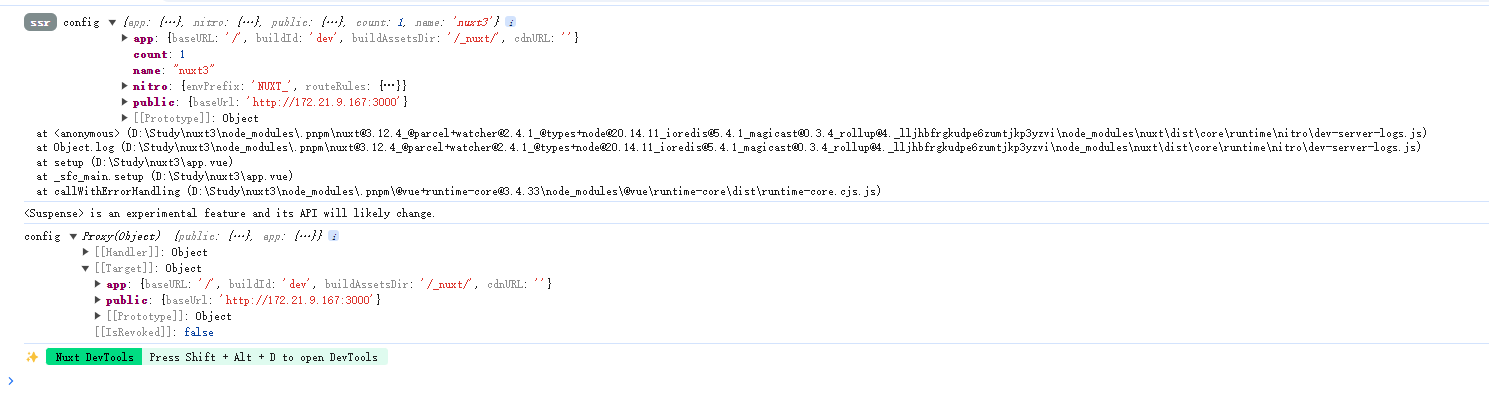 ssr config ▼ {app: {…}, nitro: {…}, public: {…}, count: 1, name: 'nuxt3'} i
▶ app: {baseURL: '/', buildId: 'dev', buildAssetsDir: '/_nuxt/', cdnURL: ''}
count: 1
name: "nuxt3"
▶ nitro: {envPrefix: 'NUXT_', routeRules: {…}}
▶ public: {baseUrl: 'http://172.21.9.167:3000'}
▶ [[Prototype]]: Object
at <anonymous> (D:\Study\nuxt3\node_modules\.pnpm\nuxt@3.12.4_@parcel+watcher@2.4.1_@types+node@20.14.11_ioredis@5.4.1_magicast@0.3.4_rollup@4._lljhbfrgkudpe6zumtjkp3yzvi\node_modules\nuxt\dist\core\runtime\nitro\dev-server-logs.js)
at Object.log (D:\Study\nuxt3\node_modules\.pnpm\nuxt@3.12.4_@parcel+watcher@2.4.1_@types+node@20.14.11_ioredis@5.4.1_magicast@0.3.4_rollup@4._lljhbfrgkudpe6zumtjkp3yzvi\node_modules\nuxt\dist\core\runtime\nitro\dev-server-logs.js)
at setup (D:\Study\nuxt3\app.vue)
at _sfc_main.setup (D:\Study\nuxt3\app.vue)
at callWithErrorHandling (D:\Study\nuxt3\node_modules\.pnpm\@vue+runtime-core@3.4.33\node_modules\@vue\runtime-core\dist\runtime-core.cjs.js)
<Suspense> is an experimental feature and its API will likely change.
config ▼ Proxy(Object) {public: {…}, app: {…}} i
▶ [[Handler]]: Object
▼ [[Target]]: Object
▶ app: {baseURL: '/', buildId: 'dev', buildAssetsDir: '/_nuxt/', cdnURL: ''}
▶ public: {baseUrl: 'http://172.21.9.167:3000'}
▶ [[Prototype]]: Object
[[IsRevoked]]: false
✨ Nuxt DevTools Press Shift + Alt + D to open DevTools